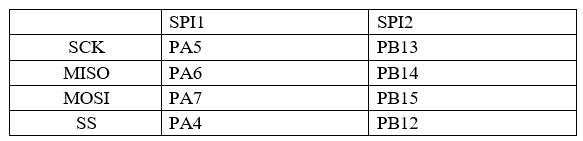 SPI1 SPI2
SCK PA5 PB13
MISO PA6 PB14
MOSI PA7 PB15
SS PA4 PB12